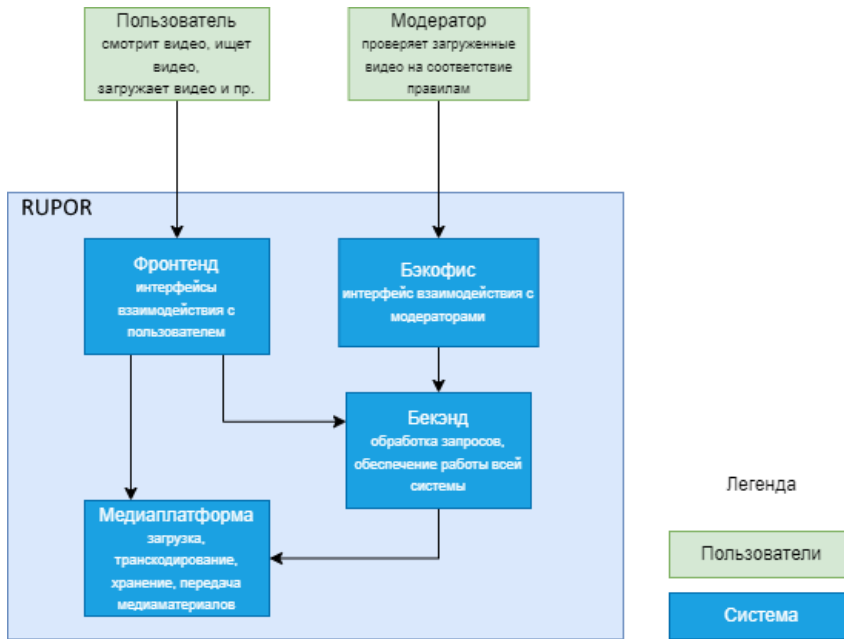 Пользователь
смотрит видео, ищет
видео,
загружает видео и пр.
Модератор
проверяет загруженные
видео на соответствие
правилам
RUPOR
Фронтенд
интерфейсы
взаимодействия с
пользователем
Бэкофис
интерфейс взаимодействия с
модераторами
Бекэнд
обработка запросов,
обеспечение работы всей
системы
Медиаплатформа
загрузка,
транскодирование,
хранение, передача
медиаматериалов
Легенда
Пользователи
Система